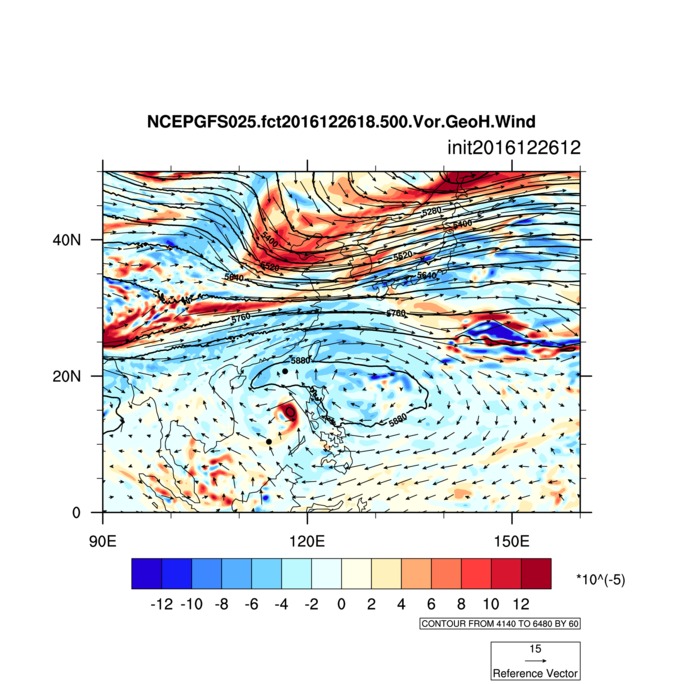 NCEPGFS025.fct2016122618.500.Vor.GeoH.Wind
init2016122612
5280
5400
5400
40N
5520
5520
5640
5640
5760
5760
5880
20N
5880
0
90E 120E 150E
-12 -10 -8 -6 -4 -2 0 2 4 6 8 10 12 *10^(-5)
CONTOUR FROM 4140 TO 6480 BY 60
15
Reference Vector